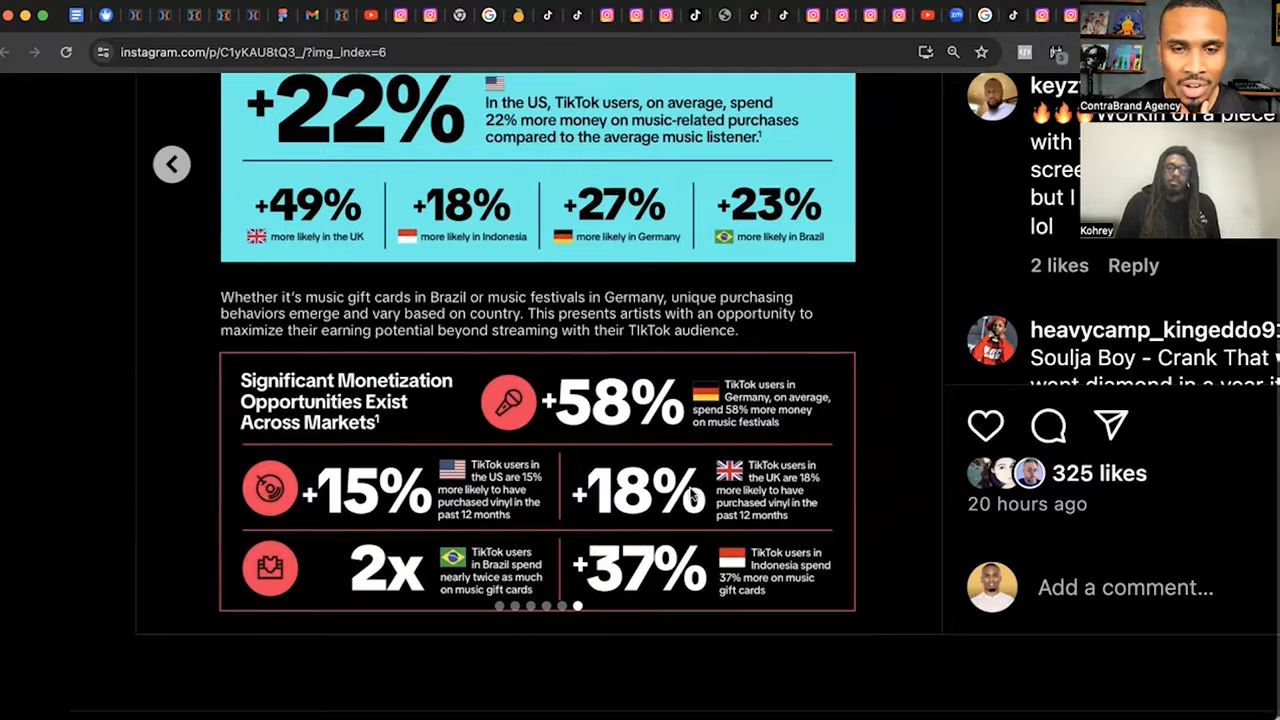 instagram.com/p/C1yKAU8tQ3_/?img_index=6
+22%
In the US, TikTok users, on average, spend
22% more money on music-related purchases
compared to the average music listener.¹
+49%
more likely in the UK
+18%
more likely in Indonesia
+27%
more likely in Germany
+23%
more likely in Brazil
Whether it's music gift cards in Brazil or music festivals in Germany, unique purchasing
behaviors emerge and vary based on country. This presents artists with an opportunity to
maximize their earning potential beyond streaming with their TIkTok audience.
Significant Monetization
Opportunities Exist
Across Markets¹
+58%
TikTok users in
Germany, on average,
spend 58% more money
on music festivals
+15%
TikTok users in
the US are 15%
more likely to have
purchased vinyl in the
past 12 months
+18%
TikTok users in
the UK are 18%
more likely to have
purchased vinyl in the
past 12 months
2x
TikTok users
in Brazil spend
nearly twice as much
on music gift cards
+37%
TikTok users in
Indonesia spend
37% more on music
gift cards
ContraBrand Agency
Kohrey
Workin on a piece
with
but I
lol
2 likes Reply
heavycamp_kingeddo9
Soulja Boy - Crank That
325 likes
20 hours ago
Add a comment...